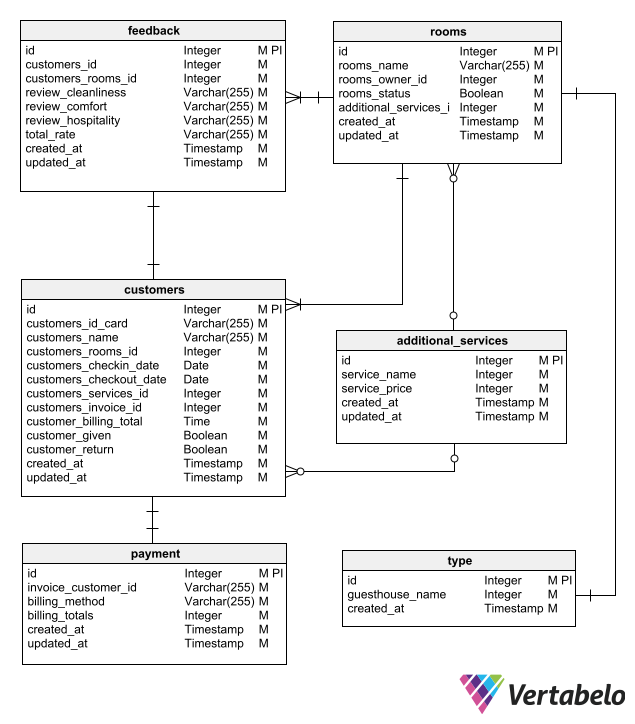 feedback
id Integer M PI
customers_id Integer M
customers_rooms_id Integer M
review_cleanliness Varchar(255) M
review_comfort Varchar(255) M
review_hospitality Varchar(255) M
total_rate Varchar(255) M
created_at Timestamp M
updated_at Timestamp M
rooms
id Integer M PI
rooms_name Varchar(255) M
rooms_owner_id Integer M
rooms_status Boolean M
additional_services_i Integer M
created_at Timestamp M
updated_at Timestamp M
customers
id Integer M PI
customers_id_card Varchar(255) M
customers_name Varchar(255) M
customers_rooms_id Integer M
customers_checkin_date Date M
customers_checkout_date Date M
customers_services_id Integer M
customers_invoice_id Integer M
customer_billing_total Time M
customer_given Boolean M
customer_return Boolean M
created_at Timestamp M
updated_at Timestamp M
additional_services
id Integer M PI
service_name Integer M
service_price Integer M
created_at Timestamp M
updated_at Timestamp M
payment
id Integer M PI
invoice_customer_id Varchar(255) M
billing_method Varchar(255) M
billing_totals Integer M
created_at Timestamp M
updated_at Timestamp M
type
id Integer M PI
guesthouse_name Integer M
created_at Timestamp M
Vertabelo